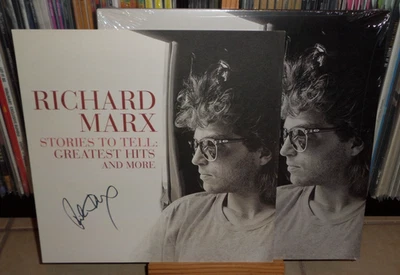 RICHARD
MARX
STORIES TO TELL:
GREATEST HITS
AND MORE